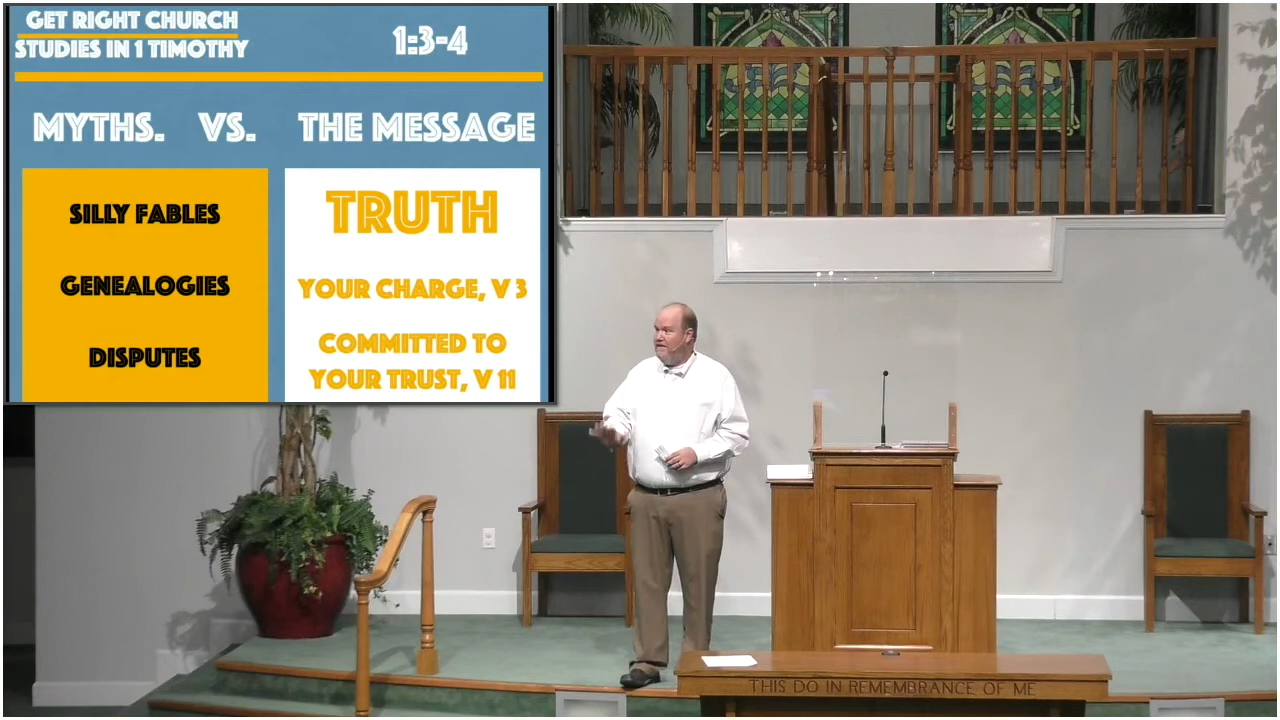 GET RIGHT CHURCH
STUDIES IN 1 TIMOTHY
1:3-4
MYTHS. VS. THE MESSAGE
SILLY FABLES
GENEALOGIES
DISPUTES
TRUTH
YOUR CHARGE, V 3
COMMITTED TO
YOUR TRUST, V 11
THIS DO IN REMEMBRANCE OF ME